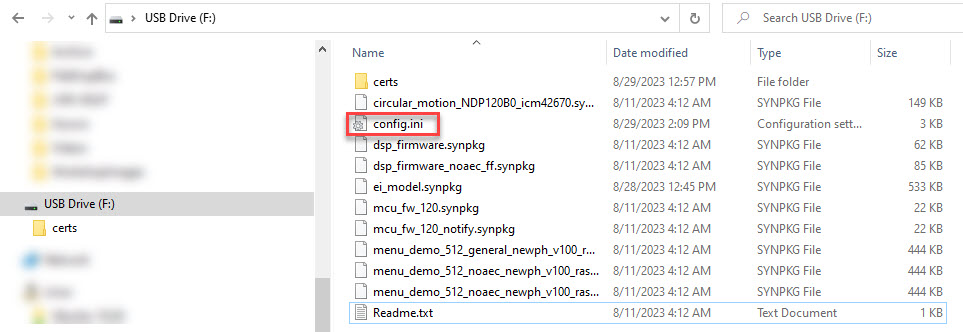 USB Drive (F:)
Search USB Drive (F:)
Name Date modified Type Size
certs 8/29/2023 12:57 PM File folder
circular_motion_NDP120B0_icm42670.sy... 8/11/2023 4:12 AM SYNPKG File 149 KB
config.ini 8/29/2023 2:09 PM Configuration sett... 3 KB
dsp_firmware.synpkg 8/11/2023 4:12 AM SYNPKG File 62 KB
dsp_firmware_noaec_ff.synpkg 8/11/2023 4:12 AM SYNPKG File 90 KB
ei_model.synpkg 8/28/2023 12:45 PM SYNPKG File 533 KB
USB Drive (F:)
mcu_fw_120.synpkg 8/11/2023 4:12 AM SYNPKG File 22 KB
certs
mcu_fw_120_notify.synpkg 8/11/2023 4:12 AM SYNPKG File 22 KB
menu_demo_512_general_newph_v100_r... 8/11/2023 4:12 AM SYNPKG File 444 KB
menu_demo_512_noaec_newph_v100_ras... 8/11/2023 4:12 AM SYNPKG File 444 KB
menu_demo_512_noaec_newph_v100_ras... 8/11/2023 4:12 AM SYNPKG File 444 KB
Readme.txt 8/11/2023 4:12 AM Text Document 1 KB